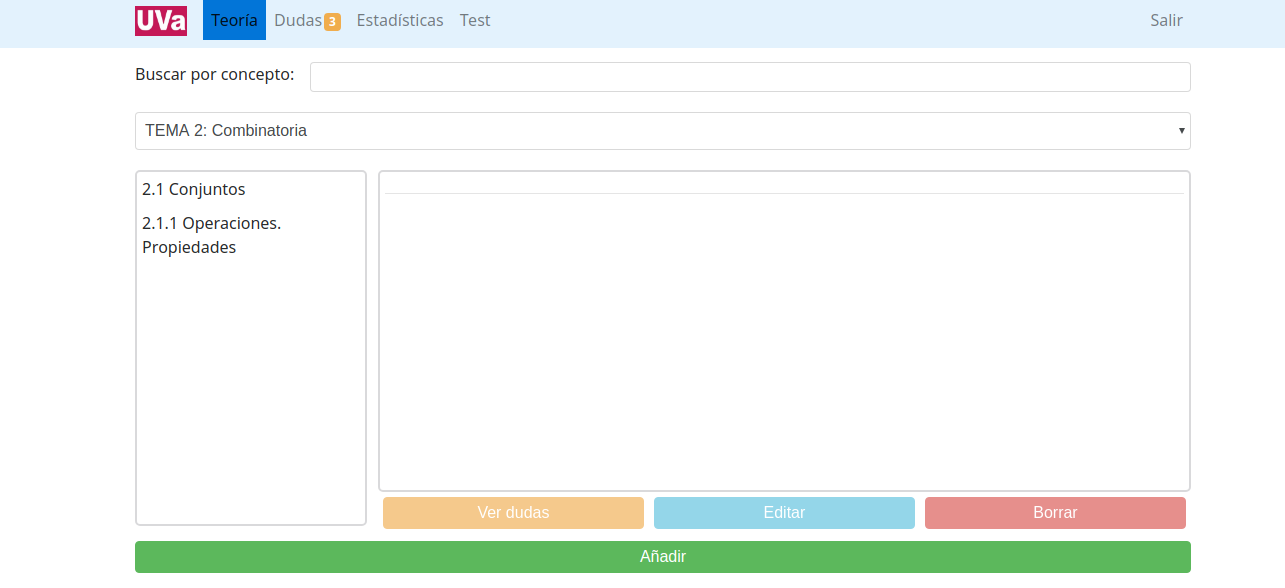 UVa Teoría Dudas 3 Estadísticas Test Salir
Buscar por concepto:
TEMA 2: Combinatoria
2.1 Conjuntos
2.1.1 Operaciones.
Propiedades
Ver dudas Editar Borrar
Añadir